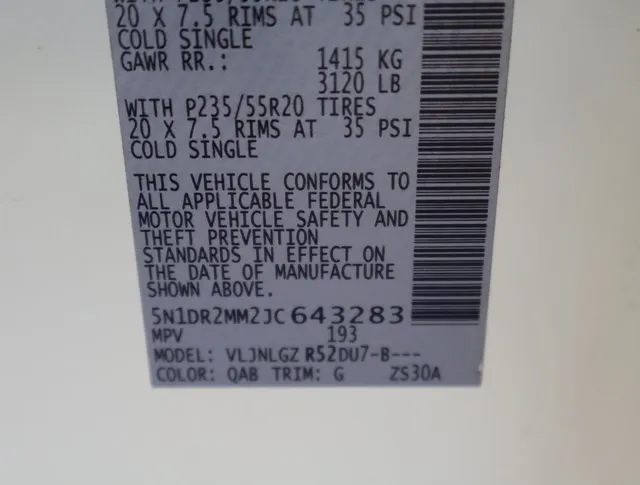 20 X 7.5 RIMS AT 35 PSI
COLD SINGLE
GAWR RR.: 1415 KG
3120 LB
WITH P235/55R20 TIRES
20 X 7.5 RIMS AT 35 PSI
COLD SINGLE
THIS VEHICLE CONFORMS TO
ALL APPLICABLE FEDERAL
MOTOR VEHICLE SAFETY AND
THEFT PREVENTION
STANDARDS IN EFFECT ON
THE DATE OF MANUFACTURE
SHOWN ABOVE.
5N1DR2MM2JC643283
MPV 193
MODEL: VLJNLGZ R52DU7-B---
COLOR: QAB TRIM: G ZS30A